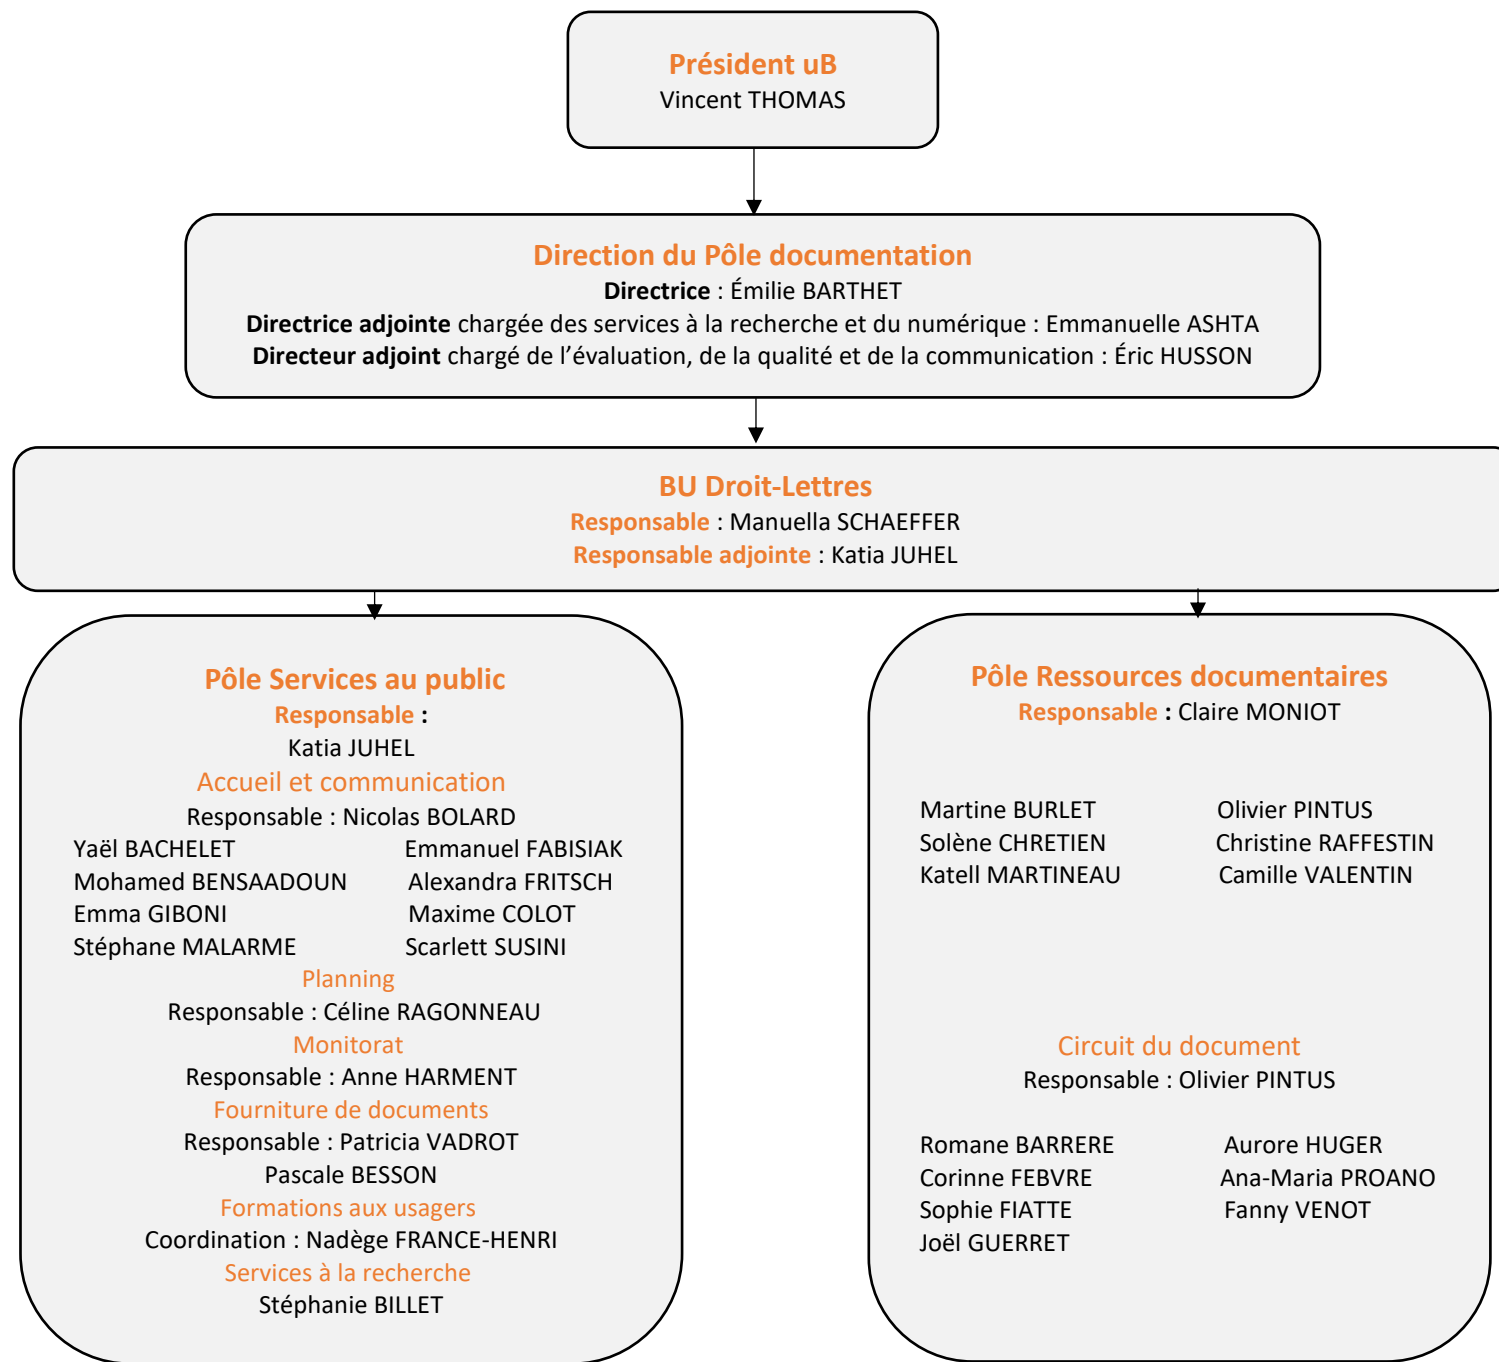 Président uB
Vincent THOMAS
Direction du Pôle documentation
Directrice : Émilie BARTHET
Directrice adjointe chargée des services à la recherche et du numérique : Emmanuelle ASHTA
Directeur adjoint chargé de l’évaluation, de la qualité et de la communication : Éric HUSSON
BU Droit-Lettres
Responsable : Manuella SCHAEFFER
Responsable adjointe : Katia JUHEL
Pôle Services au public
Responsable :
Katia JUHEL
Accueil et communication
Responsable : Nicolas BOLARD
Yaël BACHELET Emmanuel FABISIAK
Mohamed BENSAADOUN Alexandra FRITSCH
Emma GIBONI Maxime COLOT
Stéphane MALARME Scarlett SUSINI
Planning
Responsable : Céline RAGONNEAU
Monitorat
Responsable : Anne HARMENT
Fourniture de documents
Responsable : Patricia VADROT
Pascale BESSON
Formations aux usagers
Coordination : Nadège FRANCE-HENRI
Services à la recherche
Stéphanie BILLET
Pôle Ressources documentaires
Responsable : Claire MONIOT
Martine BURLET Olivier PINTUS
Solène CHRETIEN Christine RAFFESTIN
Katell MARTINEAU Camille VALENTIN
Circuit du document
Responsable : Olivier PINTUS
Romane BARRERE Aurore HUGER
Corinne FEBVRE Ana-Maria PROANO
Sophie FIATTE Fanny VENOT
Joël GUERRET